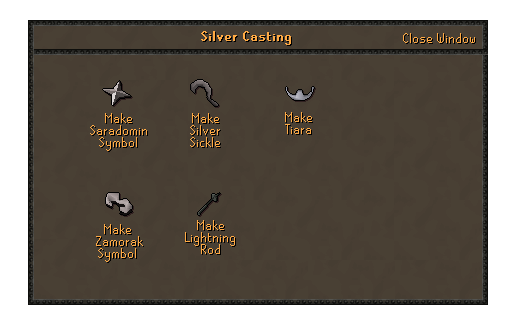 Silver Casting
Close Window
Make
Saradomin
Symbol
Make
Silver
Sickle
Make
Tiara
Make
Zamorak
Symbol
Make
Lightning
Rod